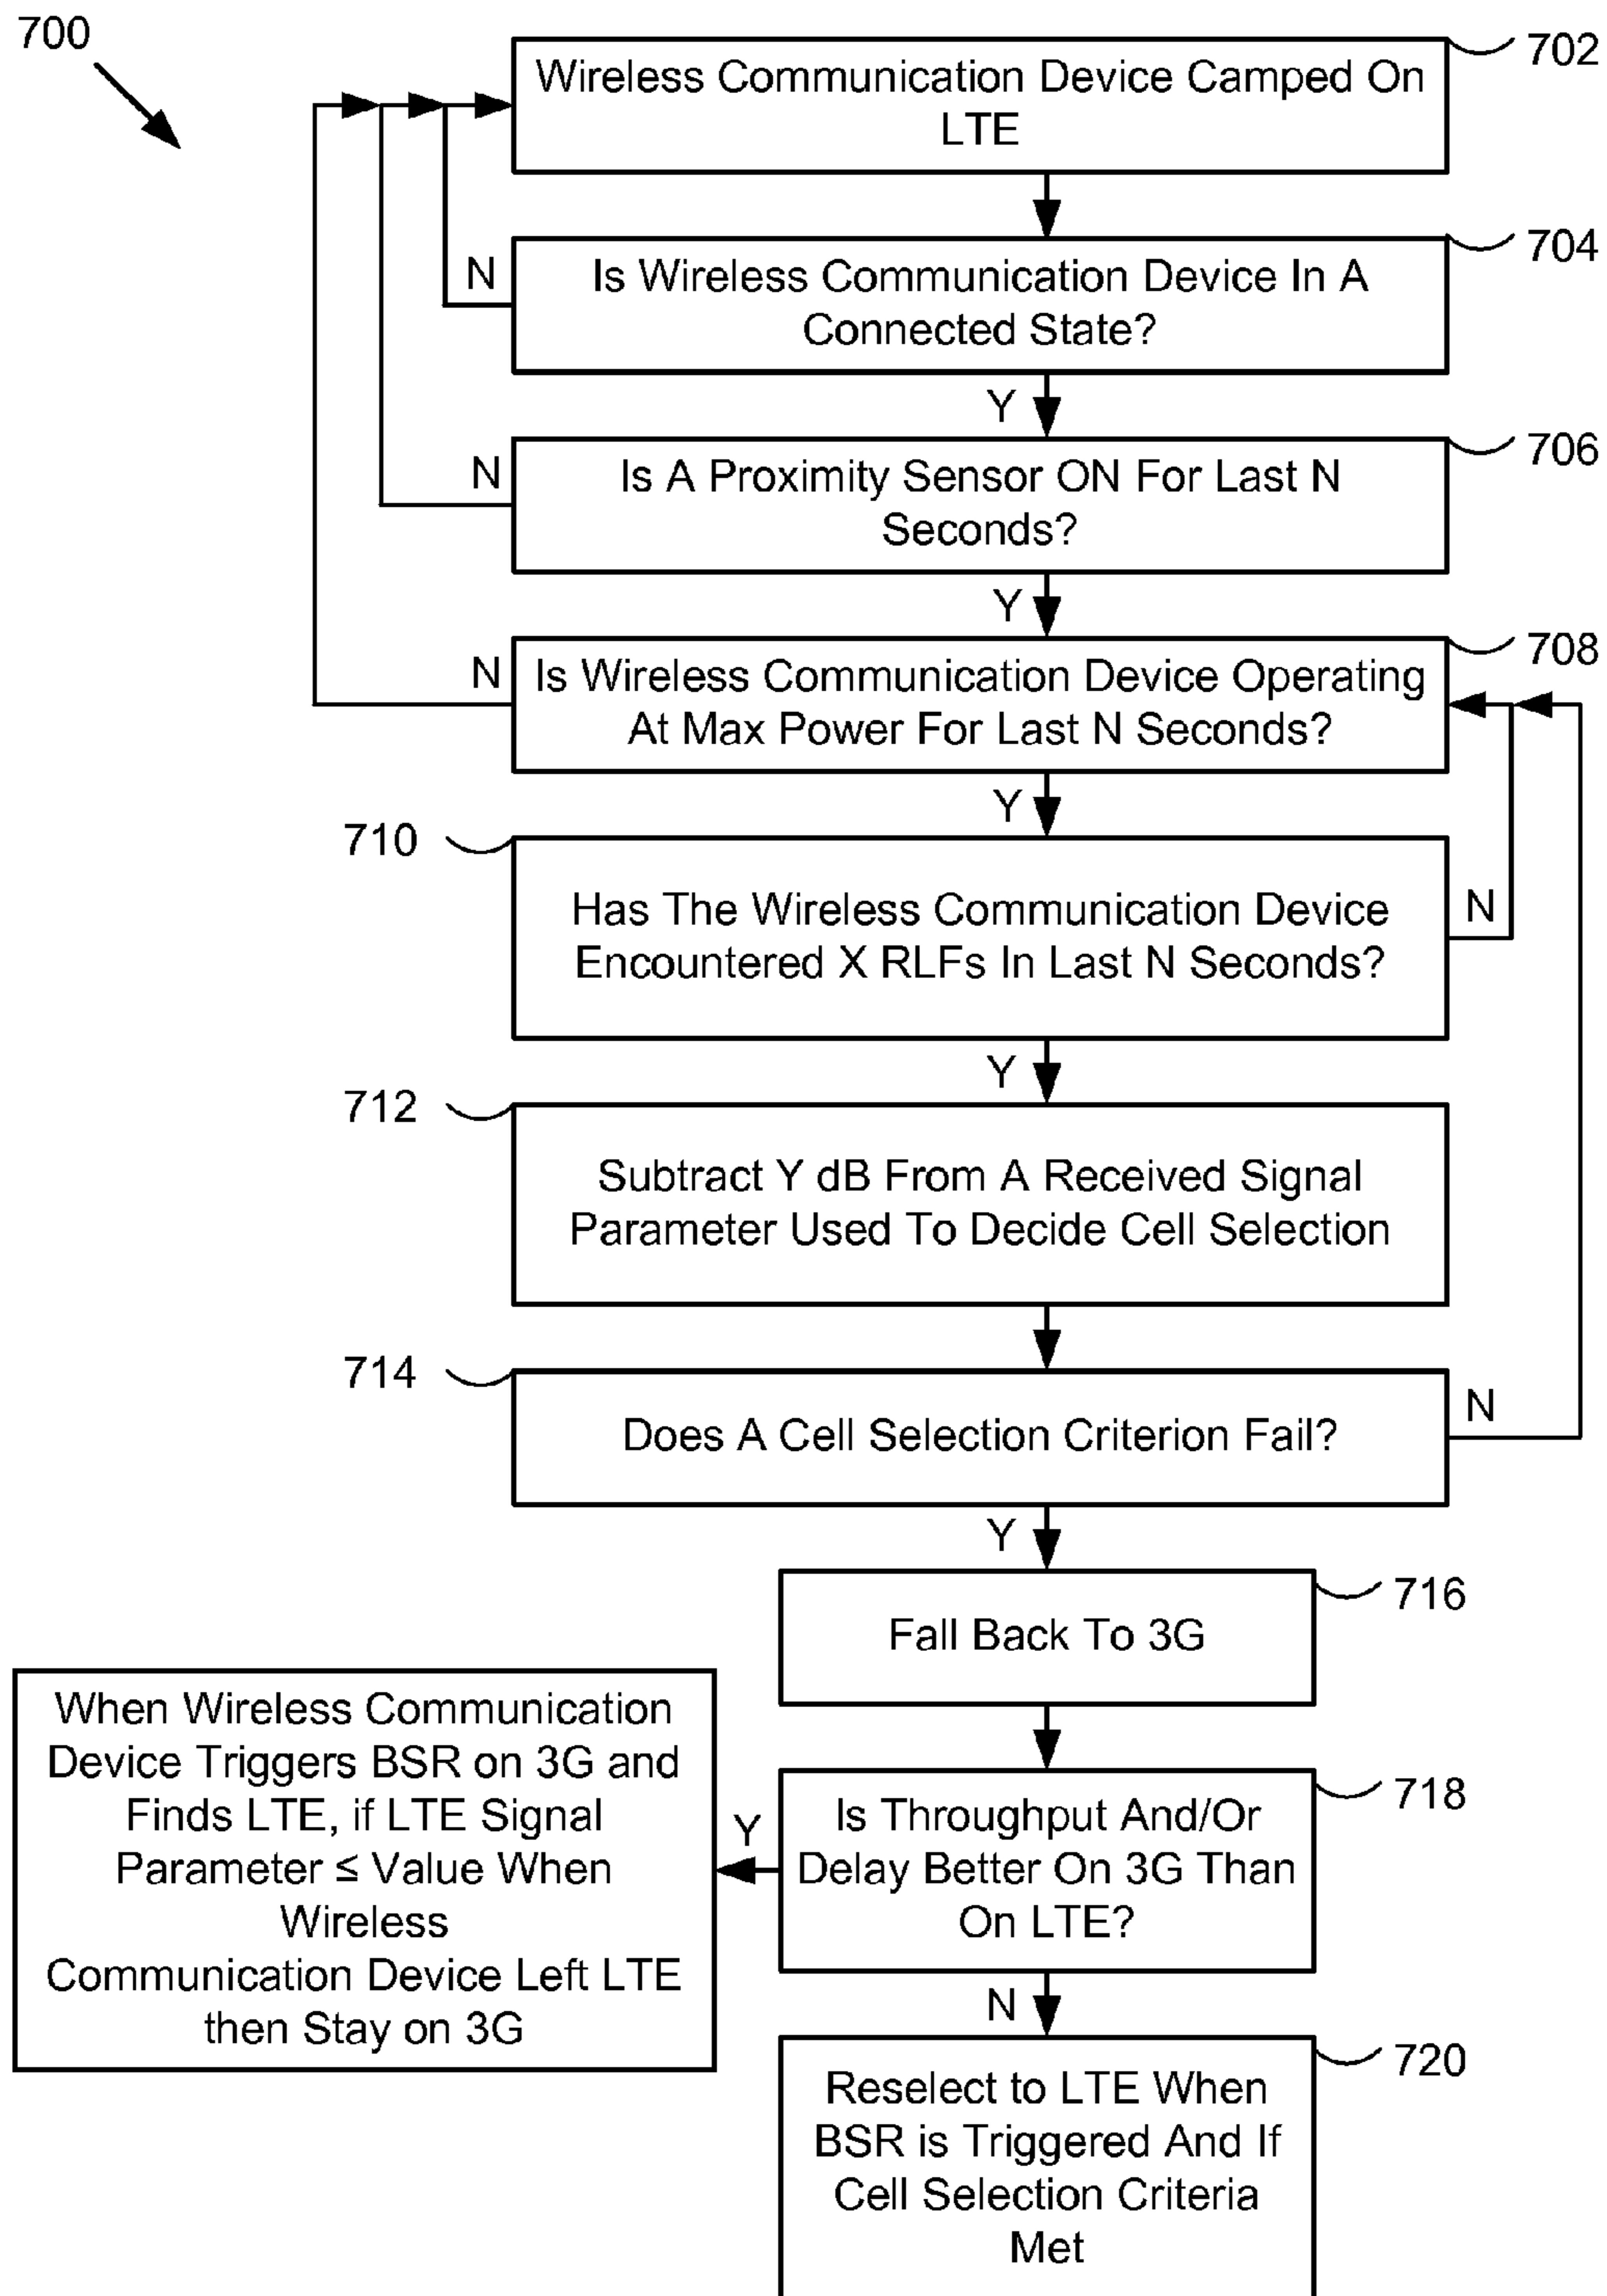 700
702
Wireless Communication Device Camped On
LTE
704
N
Is Wireless Communication Device In A
Connected State?
Y
706
N
Is A Proximity Sensor ON For Last N
Seconds?
Y
708
N
Is Wireless Communication Device Operating
At Max Power For Last N Seconds?
Y
710
Has The Wireless Communication Device
Encountered X RLFs In Last N Seconds?
N
Y
712
Subtract Y dB From A Received Signal
Parameter Used To Decide Cell Selection
714
Does A Cell Selection Criterion Fail?
N
Y
716
Fall Back To 3G
718
Is Throughput And/Or
Delay Better On 3G Than
On LTE?
Y
When Wireless Communication
Device Triggers BSR on 3G and
Finds LTE, if LTE Signal
Parameter ≤ Value When
Wireless
Communication Device Left LTE
then Stay on 3G
N
720
Reselect to LTE When
BSR is Triggered And If
Cell Selection Criteria
Met